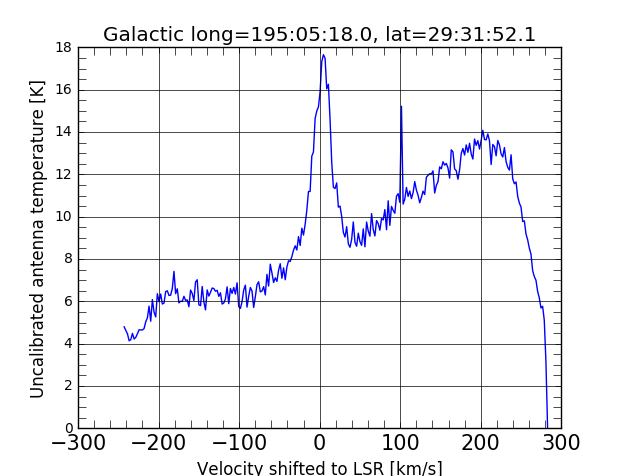 Galactic long=195:05:18.0, lat=29:31:52.1
Uncalibrated antenna temperature [K]
18
16
14
12
10
8
6
4
2
0
−300 −200 −100 0 100 200 300
Velocity shifted to LSR [km/s]